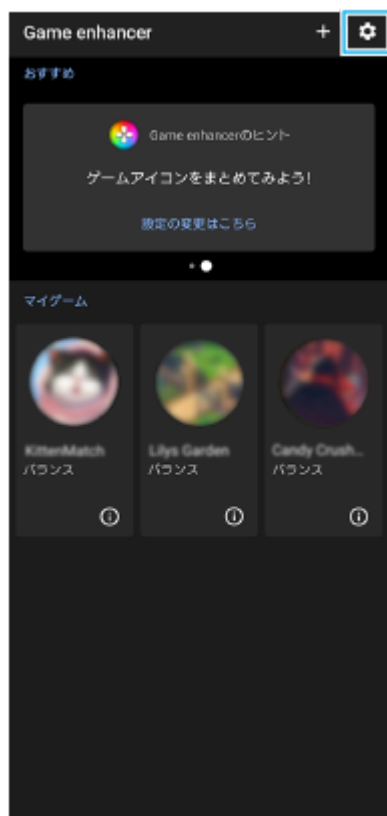 Game enhancer
おすすめ
Game enhancerのヒント
ゲームアイコンをまとめてみよう!
設定の変更はこちら
マイゲーム
KittenMatch
バランス
Lilys Garden
バランス
Candy Crush...
バランス